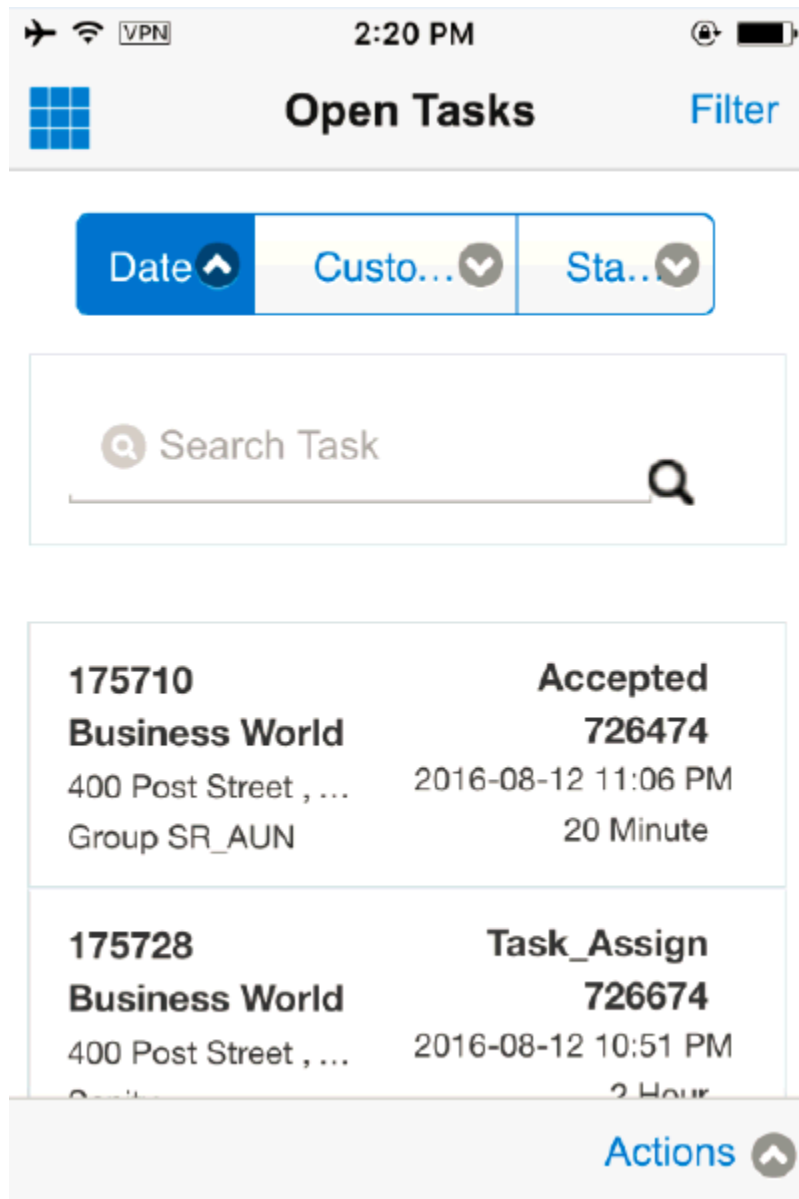 VPN 2:20 PM
Open Tasks Filter
Date Custo... Sta...
Search Task
175710 Accepted
Business World 726474
400 Post Street , ... 2016-08-12 11:06 PM
Group SR_AUN 20 Minute
175728 Task_Assign
Business World 726674
400 Post Street , ... 2016-08-12 10:51 PM
2 Hour
Actions